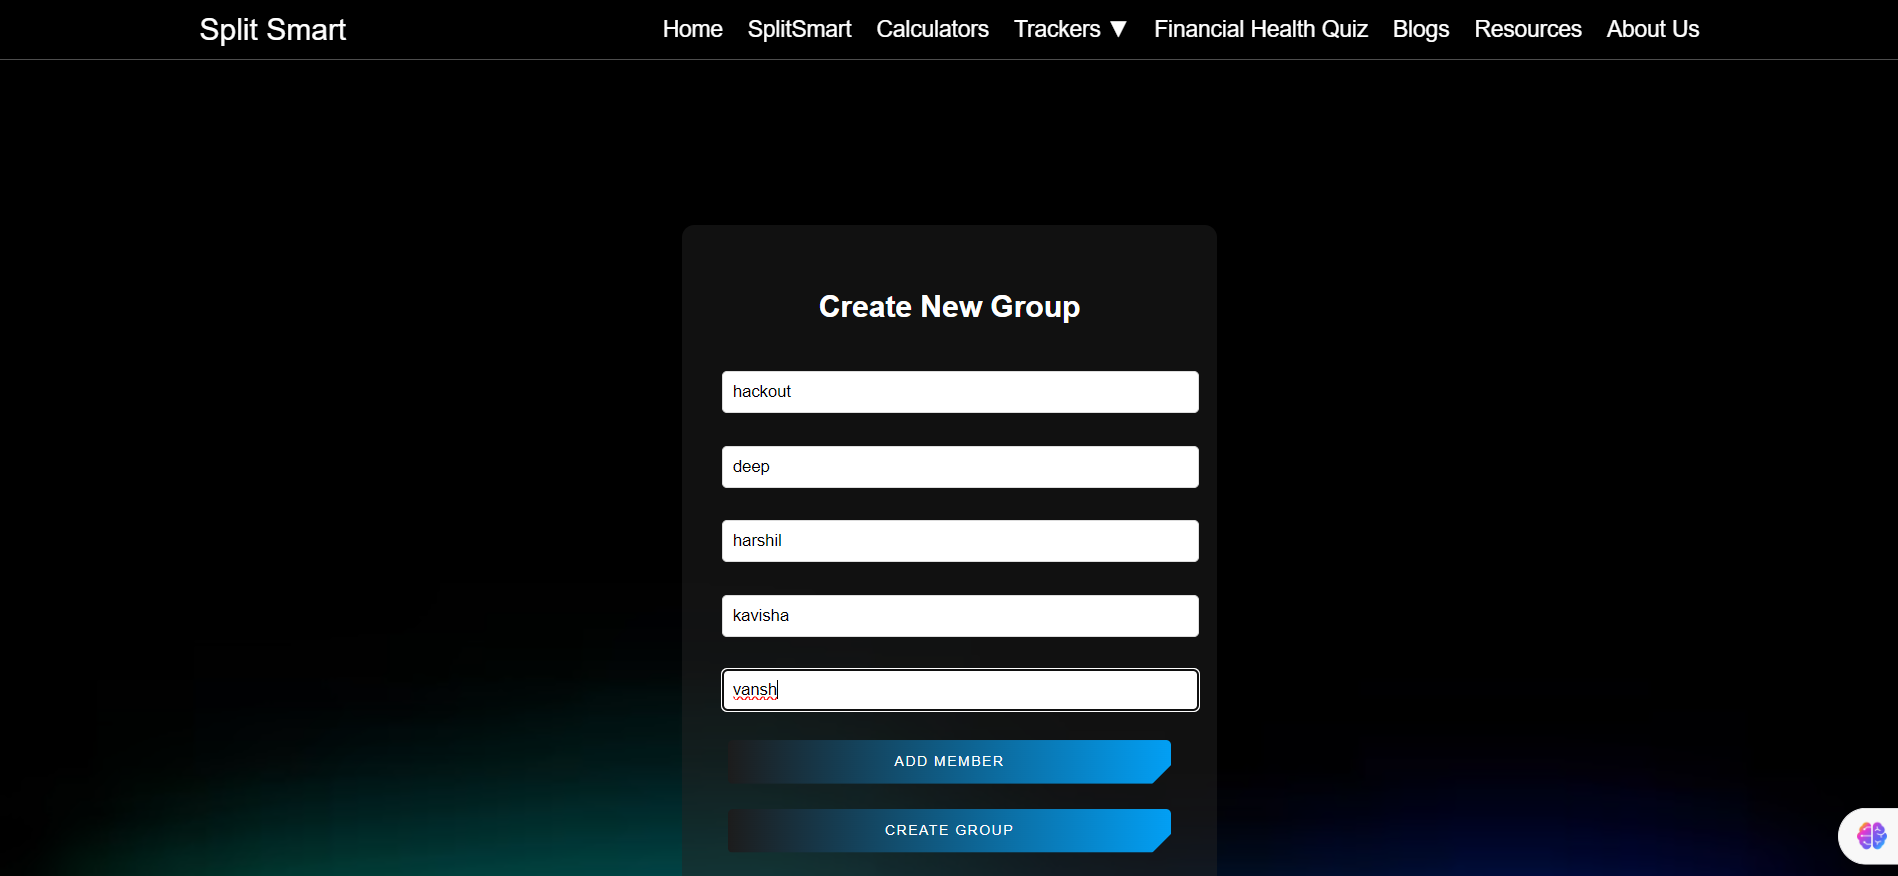 Split Smart Home SplitSmart Calculators Trackers ▼ Financial Health Quiz Blogs Resources About Us
Create New Group
hackout
deep
harshil
kavisha
vansh
ADD MEMBER
CREATE GROUP